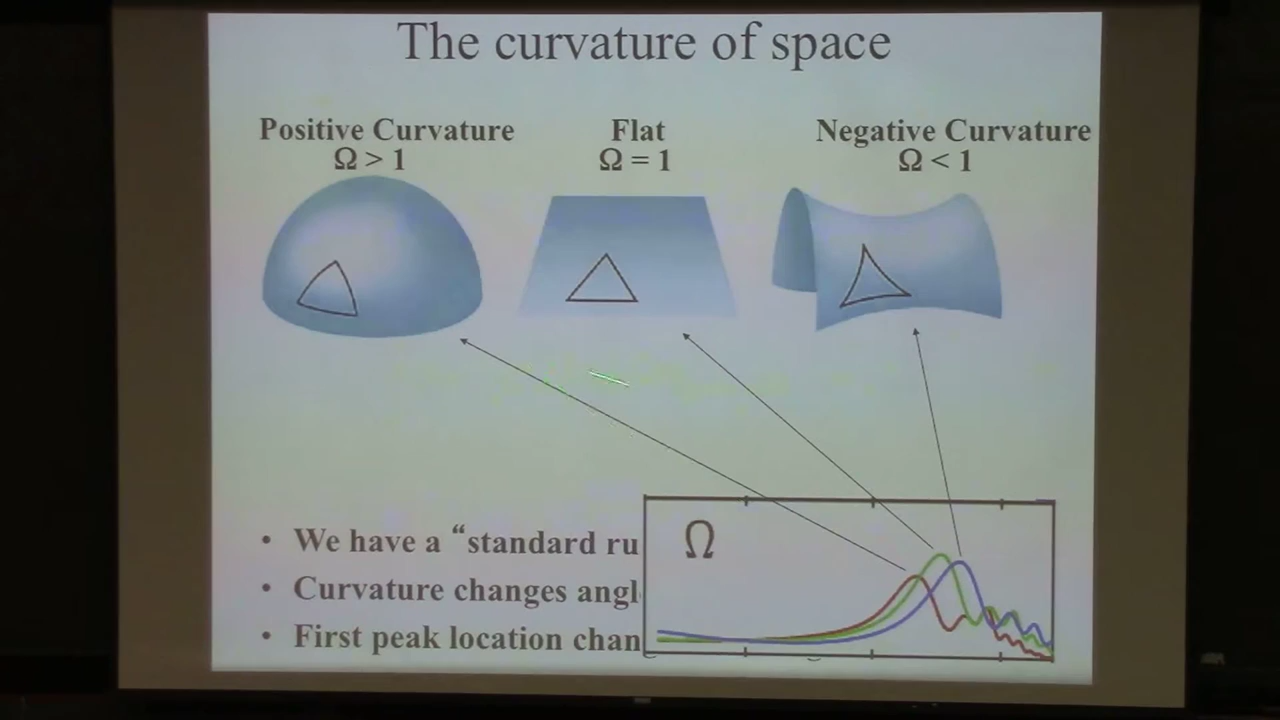 The curvature of space
Positive Curvature
Ω > 1
Flat
Ω = 1
Negative Curvature
Ω < 1
• We have a “standard ru
• Curvature changes angl
• First peak location chan
Ω